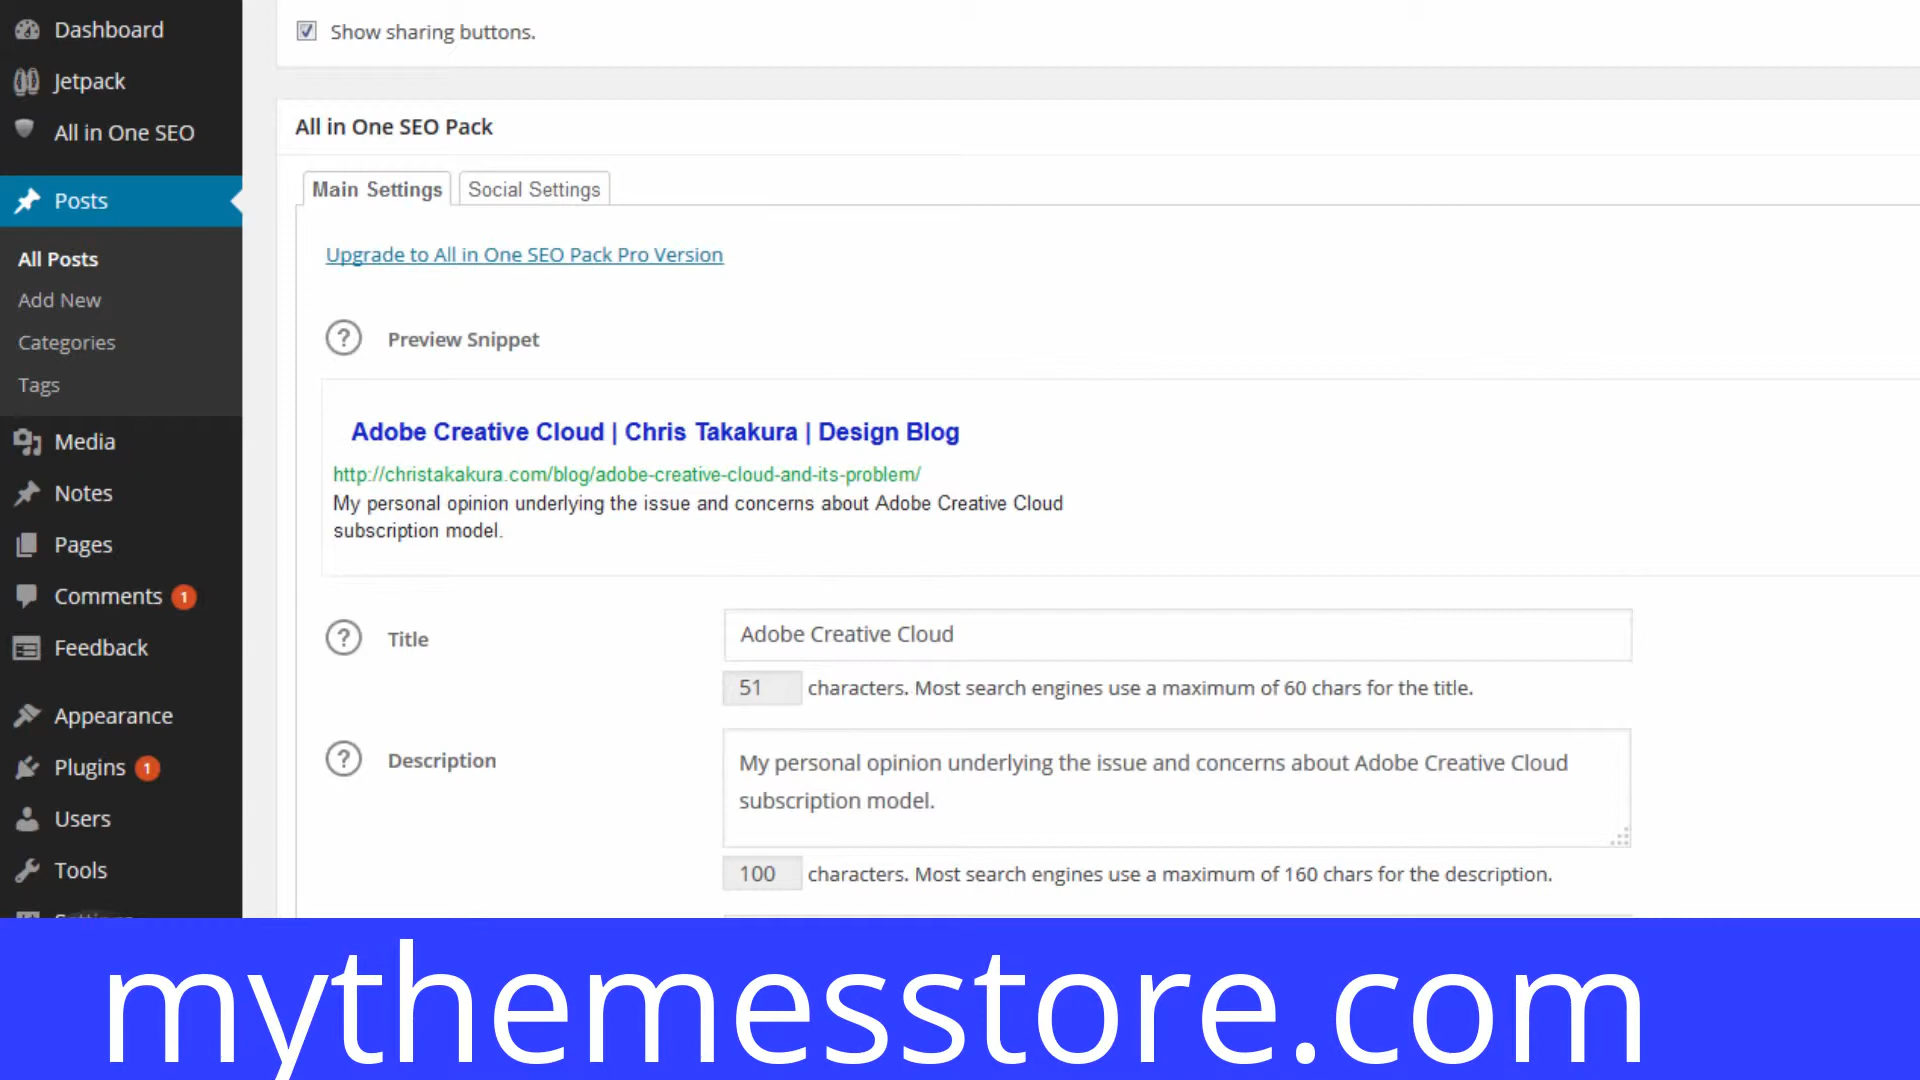 Dashboard
Jetpack
All in One SEO
Posts
All Posts
Add New
Categories
Tags
Media
Notes
Pages
Comments 1
Feedback
Appearance
Plugins 1
Users
Tools
Show sharing buttons.
All in One SEO Pack
Main Settings Social Settings
Upgrade to All in One SEO Pack Pro Version
? Preview Snippet
Adobe Creative Cloud | Chris Takakura | Design Blog
http://christakakura.com/blog/adobe-creative-cloud-and-its-problem/
My personal opinion underlying the issue and concerns about Adobe Creative Cloud
subscription model.
? Title Adobe Creative Cloud
51 characters. Most search engines use a maximum of 60 chars for the title.
? Description My personal opinion underlying the issue and concerns about Adobe Creative Cloud
subscription model.
100 characters. Most search engines use a maximum of 160 chars for the description.
mythemesstore.com